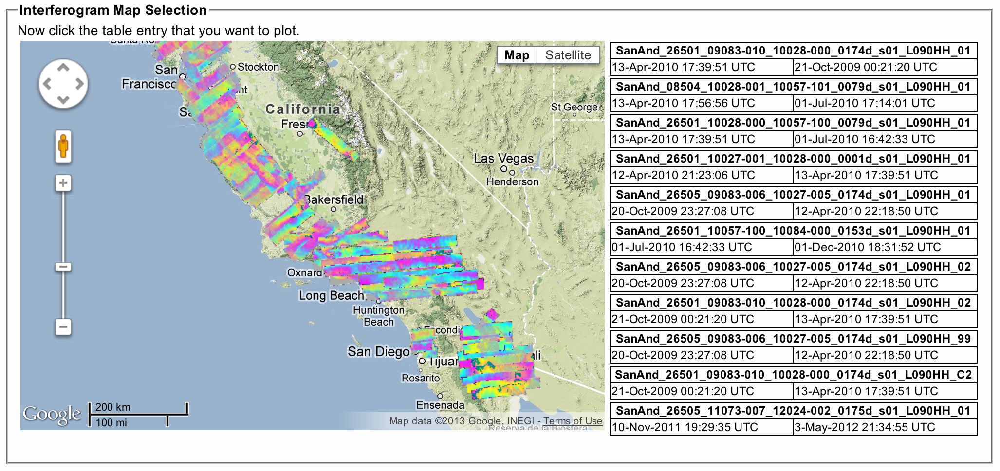 Interferogram Map Selection
Now click the table entry that you want to plot.
Map Satellite
Stockton
San
Francisco
California
St George
Las Vegas
Henderson
Bakersfield
Oxnard
Long Beach
Huntington
Beach
San Diego
Rosarito
Ensenada
Google
200 km
100 mi
Map data ©2013 Google, INEGI - Terms of Use
Reserva de la Biosfera
SanAnd_26501_09083-010_10028-000_0174d_s01_L090HH_01
13-Apr-2010 17:39:51 UTC 21-Oct-2009 00:21:20 UTC
SanAnd_08504_10028-001_10057-101_0079d_s01_L090HH_01
13-Apr-2010 17:56:56 UTC 01-Jul-2010 17:14:01 UTC
SanAnd_26501_10028-000_10057-100_0079d_s01_L090HH_01
13-Apr-2010 17:39:51 UTC 01-Jul-2010 16:42:33 UTC
SanAnd_26501_10027-001_10028-000_0001d_s01_L090HH_01
12-Apr-2010 21:23:06 UTC 13-Apr-2010 17:39:51 UTC
SanAnd_26505_09083-006_10027-005_0174d_s01_L090HH_01
20-Oct-2009 23:27:08 UTC 12-Apr-2010 22:18:50 UTC
SanAnd_26501_10057-100_10084-000_0153d_s01_L090HH_01
01-Jul-2010 16:42:33 UTC 01-Dec-2010 18:31:52 UTC
SanAnd_26505_09083-006_10027-005_0174d_s01_L090HH_02
20-Oct-2009 23:27:08 UTC 12-Apr-2010 22:18:50 UTC
SanAnd_26501_09083-010_10028-000_0174d_s01_L090HH_02
21-Oct-2009 00:21:20 UTC 13-Apr-2010 17:39:51 UTC
SanAnd_26505_09083-006_10027-005_0174d_s01_L090HH_99
20-Oct-2009 23:27:08 UTC 12-Apr-2010 22:18:50 UTC
SanAnd_26501_09083-010_10028-000_0174d_s01_L090HH_C2
21-Oct-2009 00:21:20 UTC 13-Apr-2010 17:39:51 UTC
SanAnd_26505_11073-007_12024-002_0175d_s01_L090HH_01
10-Nov-2011 19:29:35 UTC 3-May-2012 21:34:55 UTC